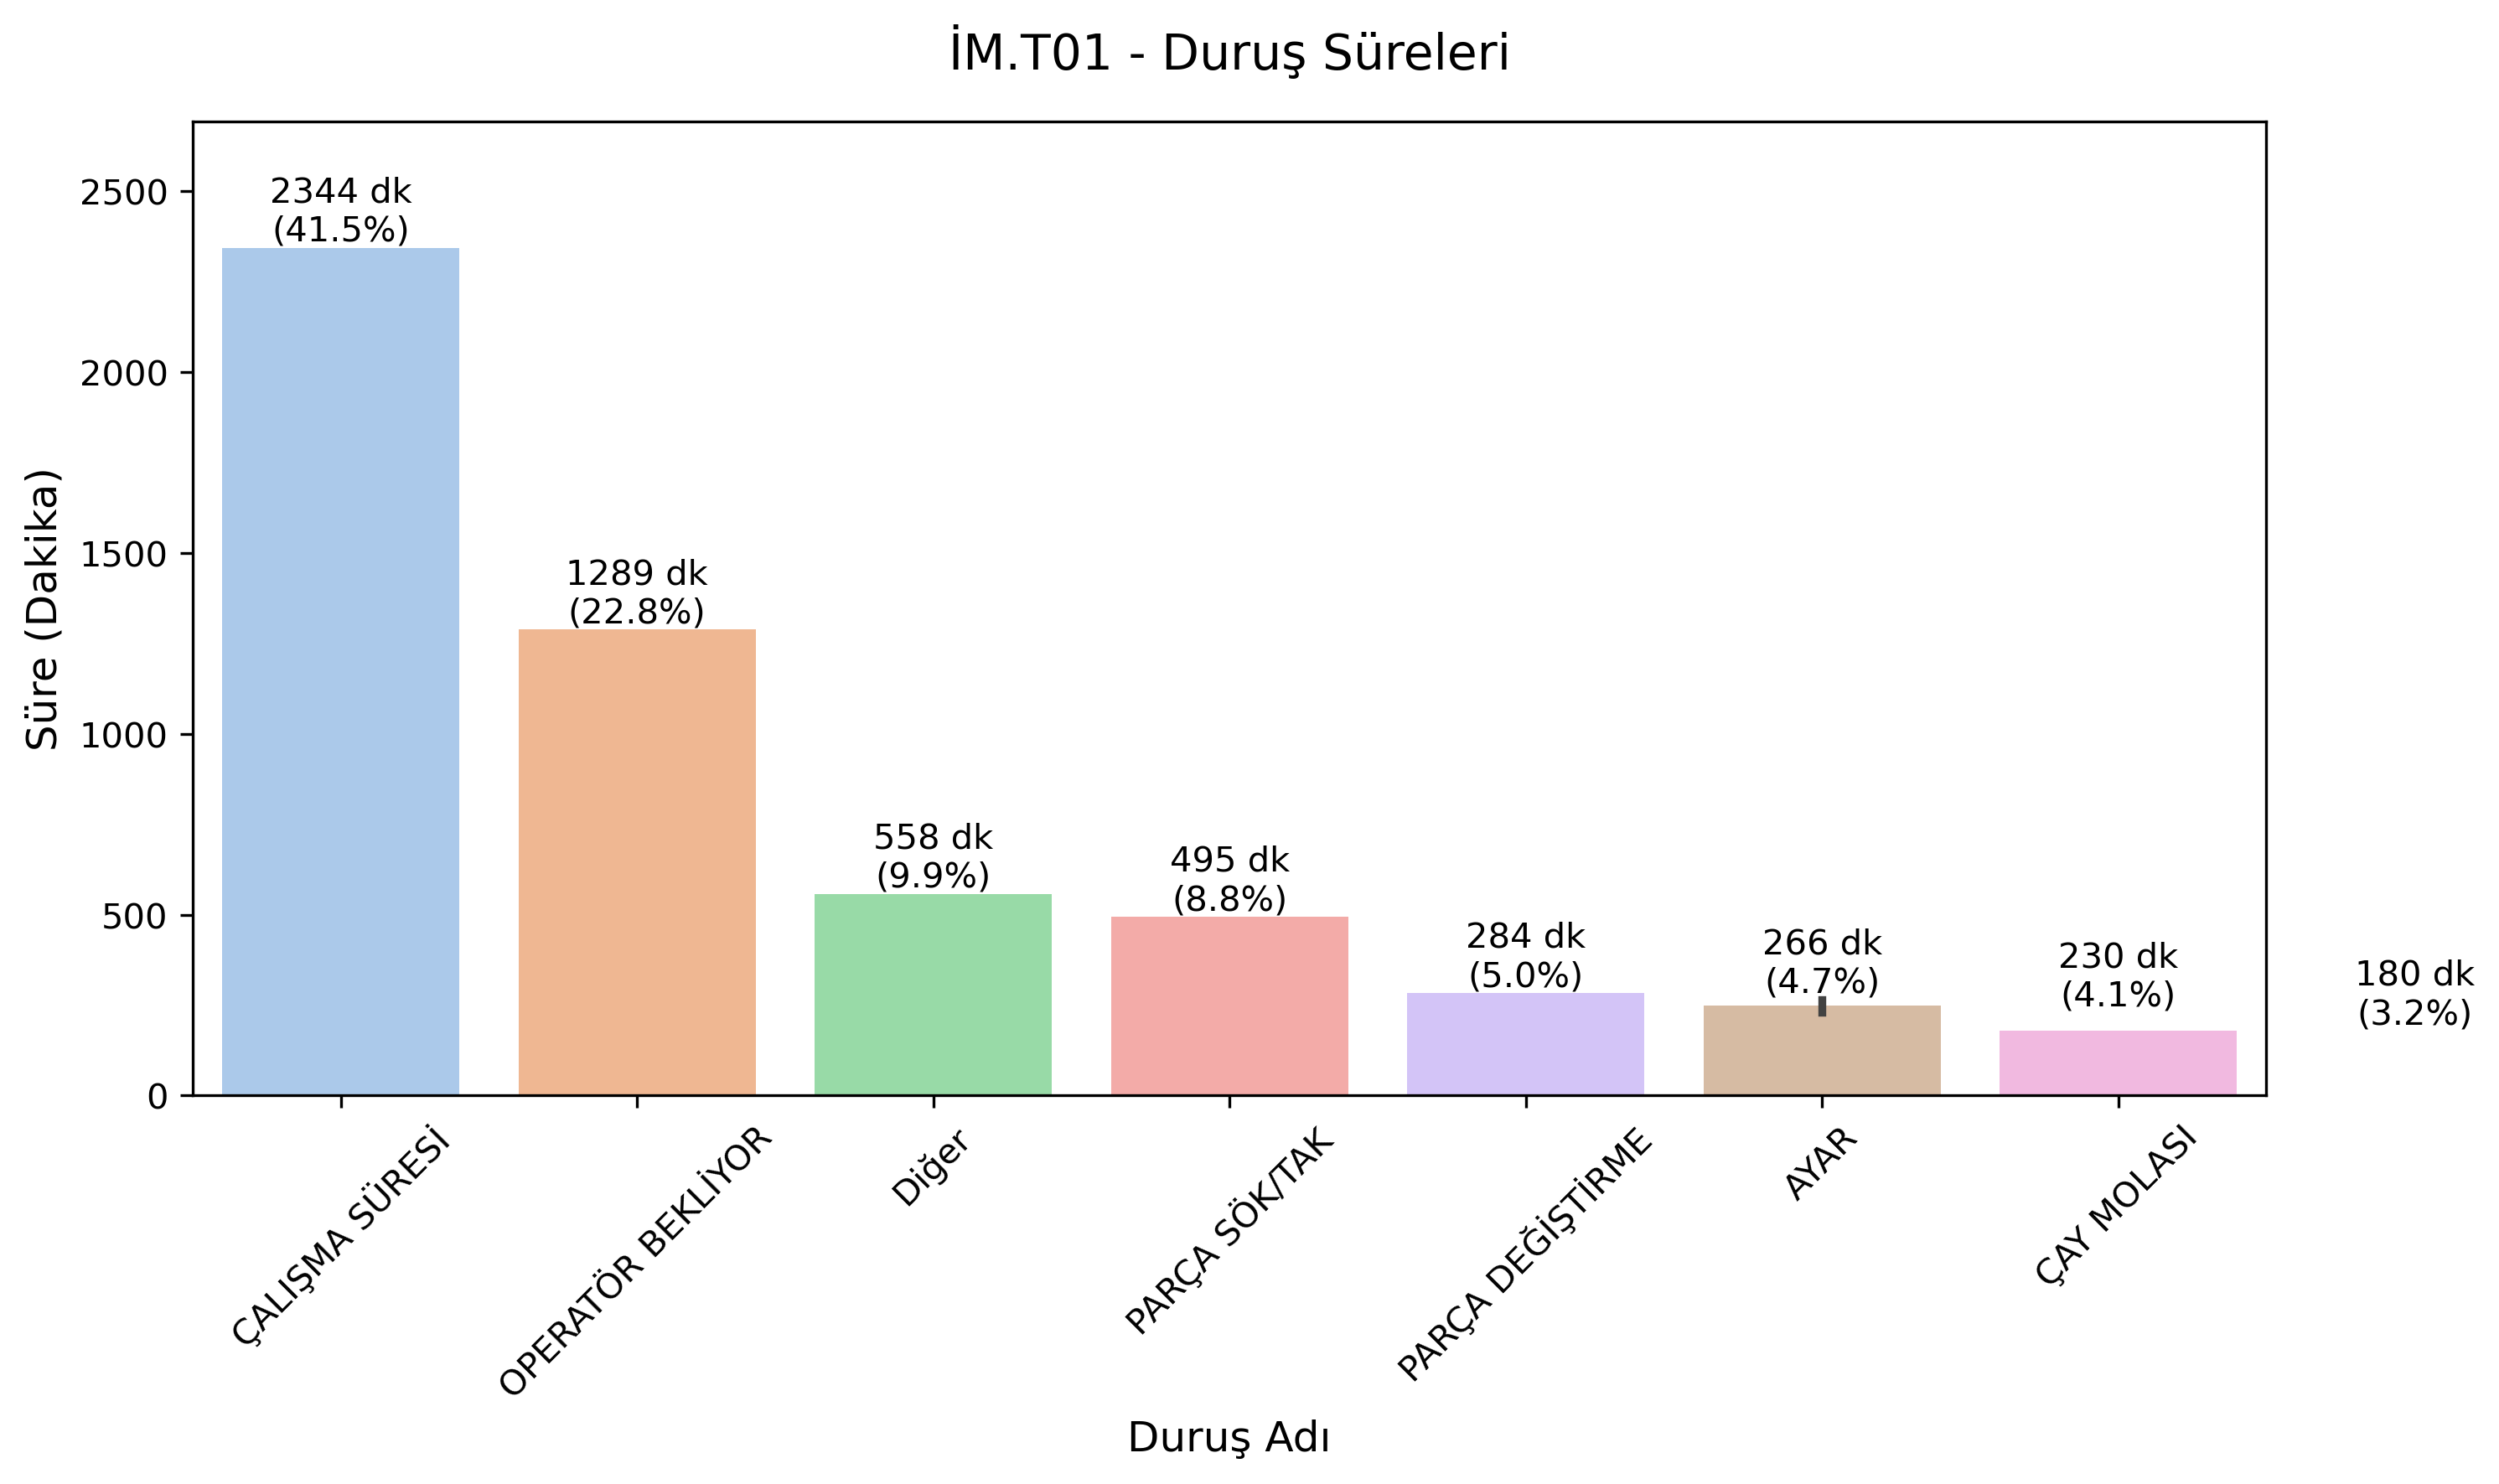 İM.T01 - Duruş Süreleri
Süre (Dakika)
2500
2000
1500
1000
500
0
2344 dk
(41.5%)
1289 dk
(22.8%)
558 dk
(9.9%)
495 dk
(8.8%)
284 dk
(5.0%)
266 dk
(4.7%)
230 dk
(4.1%)
180 dk
(3.2%)
ÇALIŞMA SÜRESİ
OPERATÖR BEKLİYOR
Diğer
PARÇA SÖK/TAK
PARÇA DEĞİŞTİRME
AYAR
ÇAY MOLASI
Duruş Adı